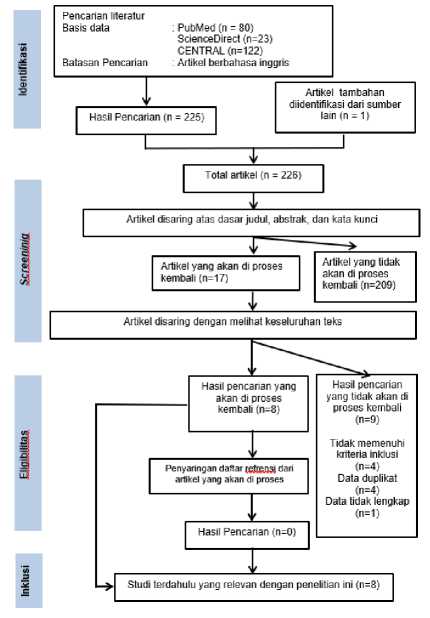 Identifikasi
Pencarian literatur
Basis data : PubMed (n = 80)
ScienceDirect (n=23)
CENTRAL (n=122)
Batasan Pencarian : Artikel berbahasa inggris
Hasil Pencarian (n = 225)
Artikel tambahan
diidentifikasi dari sumber
lain (n = 1)
Total artikel (n = 226)
Screeninig
Artikel disaring atas dasar judul, abstrak, dan kata kunci
Artikel yang akan di proses
kembali (n=17)
Artikel yang tidak
akan di proses
kembali (n=209)
Artikel disaring dengan melihat keseluruhan teks
Eligibilitas
Hasil pencarian yang
akan di proses
kembali (n=8)
Hasil pencarian
yang tidak akan di
proses kembali
(n=9)
Tidak memenuhi
kriteria inklusi
(n=4)
Data duplikat
(n=4)
Data tidak lengkap
(n=1)
Penyaringan daftar refrensi dari
artikel yang akan di proses
Hasil Pencarian (n=0)
Inklusi
Studi terdahulu yang relevan dengan penelitian ini (n=8)